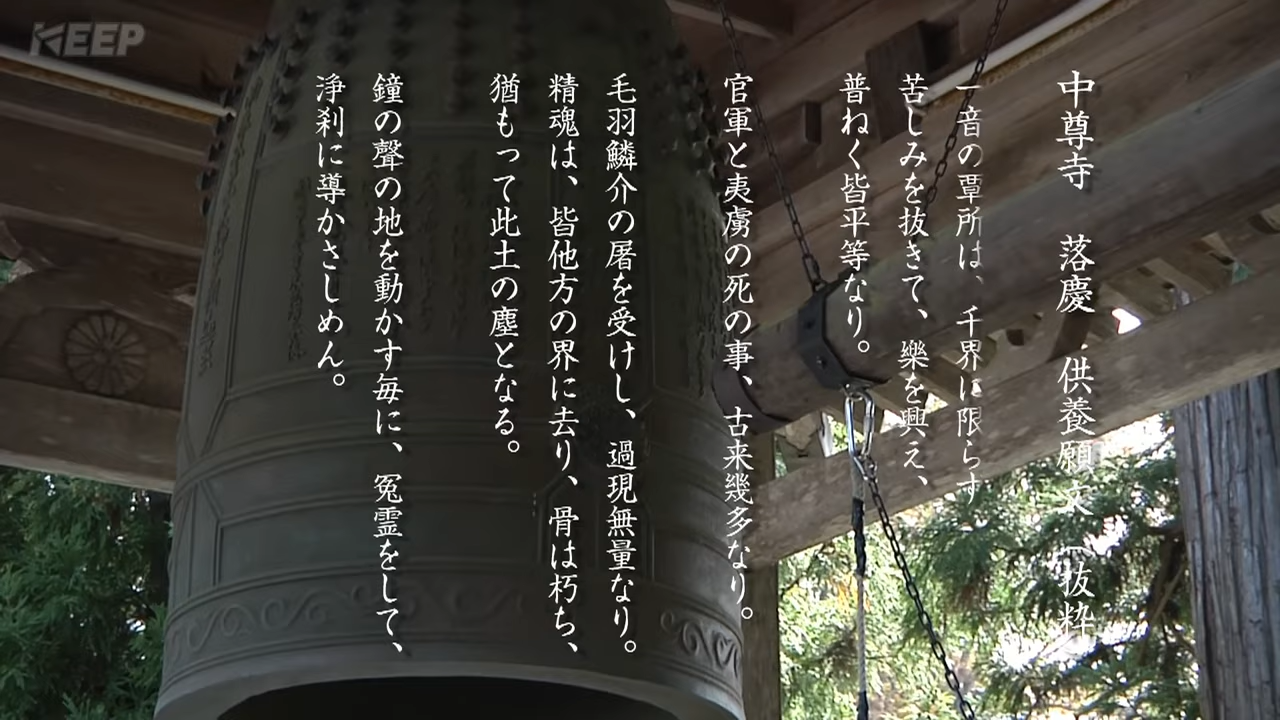 KEEP
中尊寺 落慶 供養願文（抜粋
一音の覃所は、千界に限らす
苦しみを抜きて、樂を興え、
普ねく皆平等なり。
官軍と夷虜の死の事、古来幾多なり。
毛羽鱗介の屠を受けし、過現無量なり。
精魂は、皆他方の界に去り、骨は朽ち、
猶もって此土の塵となる。
鐘の聲の地を動かす毎に、冤霊をして、
浄刹に導かさしめん。